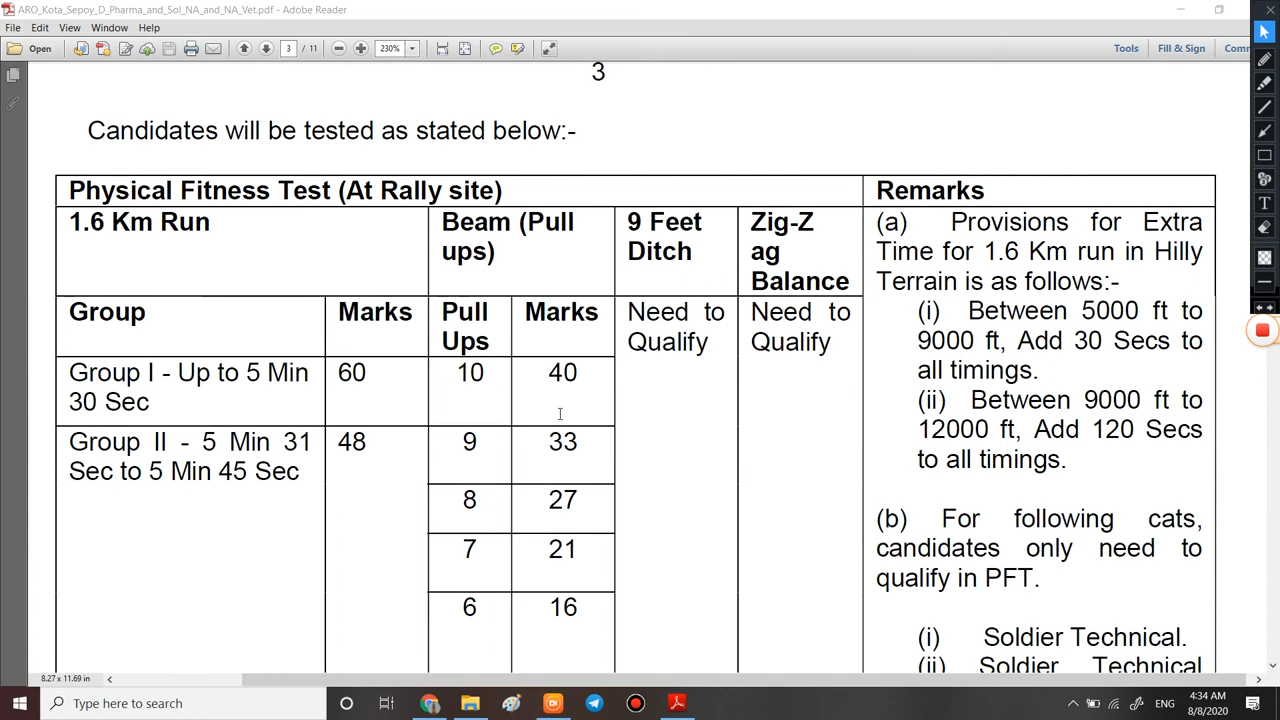 ARO_Kota_Sepoy_D_Pharma_and_Sol_NA_and_NA_Vet.pdf - Adobe Reader
File Edit View Window Help
Open 3 / 11 230% Tools Fill & Sign
3
Candidates will be tested as stated below:-
Physical Fitness Test (At Rally site) Remarks
1.6 Km Run
Beam (Pull
ups)
9 Feet
Ditch
Zig-Z
ag
Balance
Group Marks
Pull
Ups
Marks
Need to
Qualify
Need to
Qualify
Group I - Up to 5 Min
30 Sec
60 10 40
Group II - 5 Min 31
Sec to 5 Min 45 Sec
48 9 33
8 27
7 21
6 16
(a) Provisions for Extra
Time for 1.6 Km run in Hilly
Terrain is as follows:-
(i) Between 5000 ft to
9000 ft, Add 30 Secs to
all timings.
(ii) Between 9000 ft to
12000 ft, Add 120 Secs
to all timings.
(b) For following cats,
candidates only need to
qualify in PFT.
(i) Soldier Technical.
(ii) Soldier Technical
8.27 x 11.69 in
Type here to search
ENG
4:34 AM
8/8/2020